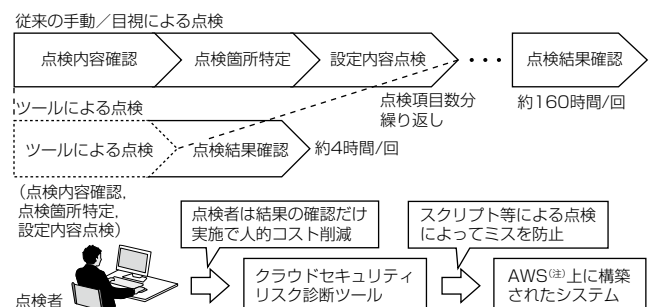 従来の手動／目視による点検
点検内容確認
点検箇所特定
設定内容点検
・・・
点検結果確認
点検項目数分
繰り返し
約160時間/回
ツールによる点検
ツールによる点検
点検結果確認
約4時間/回
（点検内容確認，
点検箇所特定，
設定内容点検）
点検者は結果の確認だけ
実施で人的コスト削減
スクリプト等による点検
によってミスを防止
点検者
クラウドセキュリティ
リスク診断ツール
AWS(注)上に構築
されたシステム